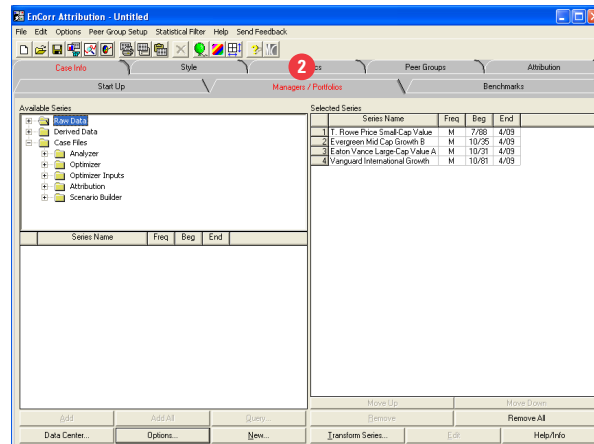 EnCorr Attribution - Untitled
File Edit Options Peer Group Setup Statistical Filter Help Send Feedback
Case Info Style 2 cs Peer Groups Attribution
Start Up Managers / Portfolios Benchmarks
Available Series Selected Series
Raw Data
Derived Data
Case Files
Analyzer
Optimizer
Optimizer Inputs
Attribution
Scenario Builder
Series Name Freq Beg End
1 T. Rowe Price Small-Cap Value M 7/88 4/09
2 Evergreen Mid Cap Growth B M 10/35 4/09
3 Eaton Vance Large-Cap Value A M 10/31 4/09
4 Vanguard International Growth M 10/81 4/09
Series Name Freq Beg End
Move Up Move Down
Add Add All Query... Remove Remove All
Data Center... Options... New... Transform Series... Edit Help/Info